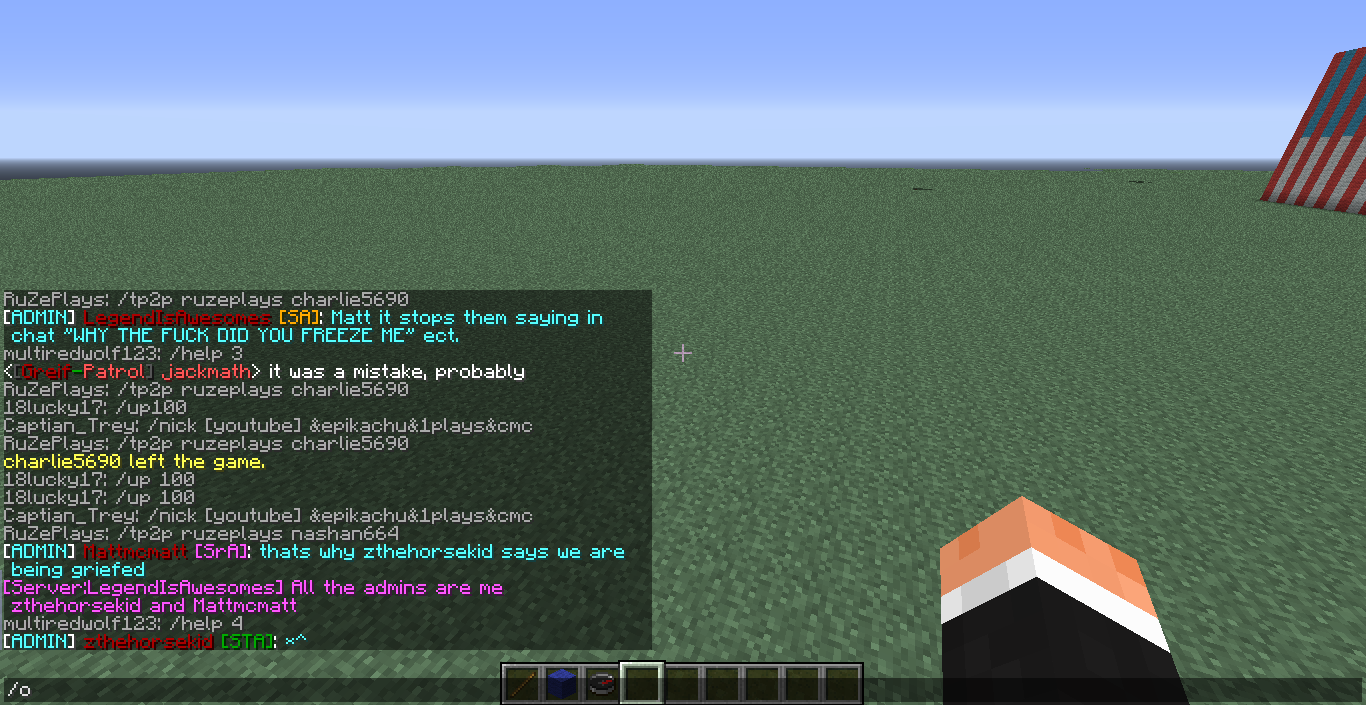 RuZePlays: /tp2p ruzeplays charlie5690
[ADMIN] LegendIsAwesomes [SA]: Matt it stops them saying in
chat "WHY THE FUCK DID YOU FREEZE ME" ect.
multiredwolf123: /help 3
<[Greif-Patrol] jackmath> it was a mistake, probably
RuZePlays: /tp2p ruzeplays charlie5690
18lucky17: /up100
Captian_Trey: /nick [youtube] &epikachu&1plays&cmc
RuZePlays: /tp2p ruzeplays charlie5690
charlie5690 left the game.
18lucky17: /up 100
18lucky17: /up 100
Captian_Trey: /nick [youtube] &epikachu&1plays&cmc
RuZePlays: /tp2p ruzeplays nashan664
[ADMIN] Mattmcmatt [SrA]: thats why zthehorsekid says we are
being griefed
[Server:LegendIsAwesomes] All the admins are me
zthehorsekid and Mattmcmatt
multiredwolf123: /help 4
[ADMIN] zthehorsekid [STA]: ×^
/o